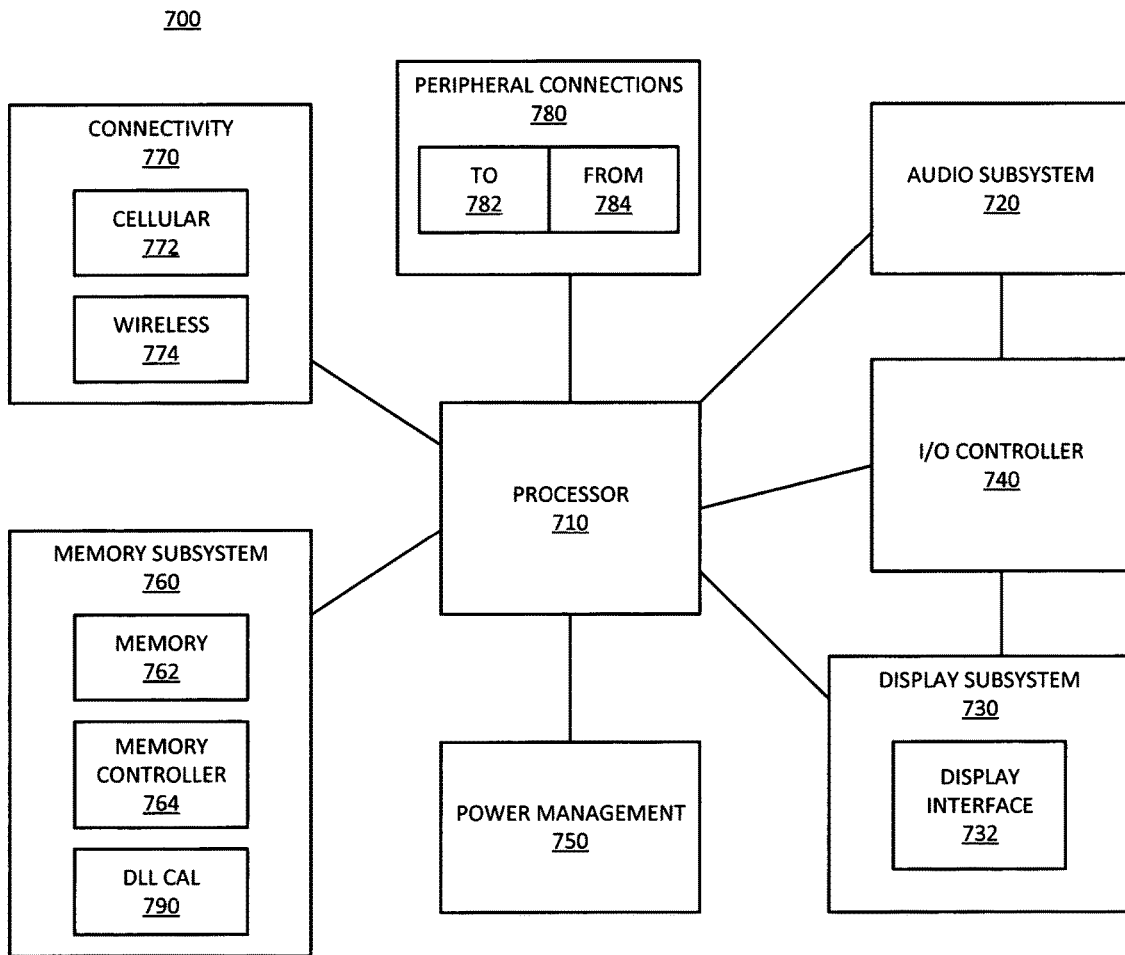 700
PERIPHERAL CONNECTIONS
780
TO
782
FROM
784
CONNECTIVITY
770
CELLULAR
772
WIRELESS
774
AUDIO SUBSYSTEM
720
I/O CONTROLLER
740
PROCESSOR
710
MEMORY SUBSYSTEM
760
MEMORY
762
MEMORY
CONTROLLER
764
DLL CAL
790
POWER MANAGEMENT
750
DISPLAY SUBSYSTEM
730
DISPLAY
INTERFACE
732